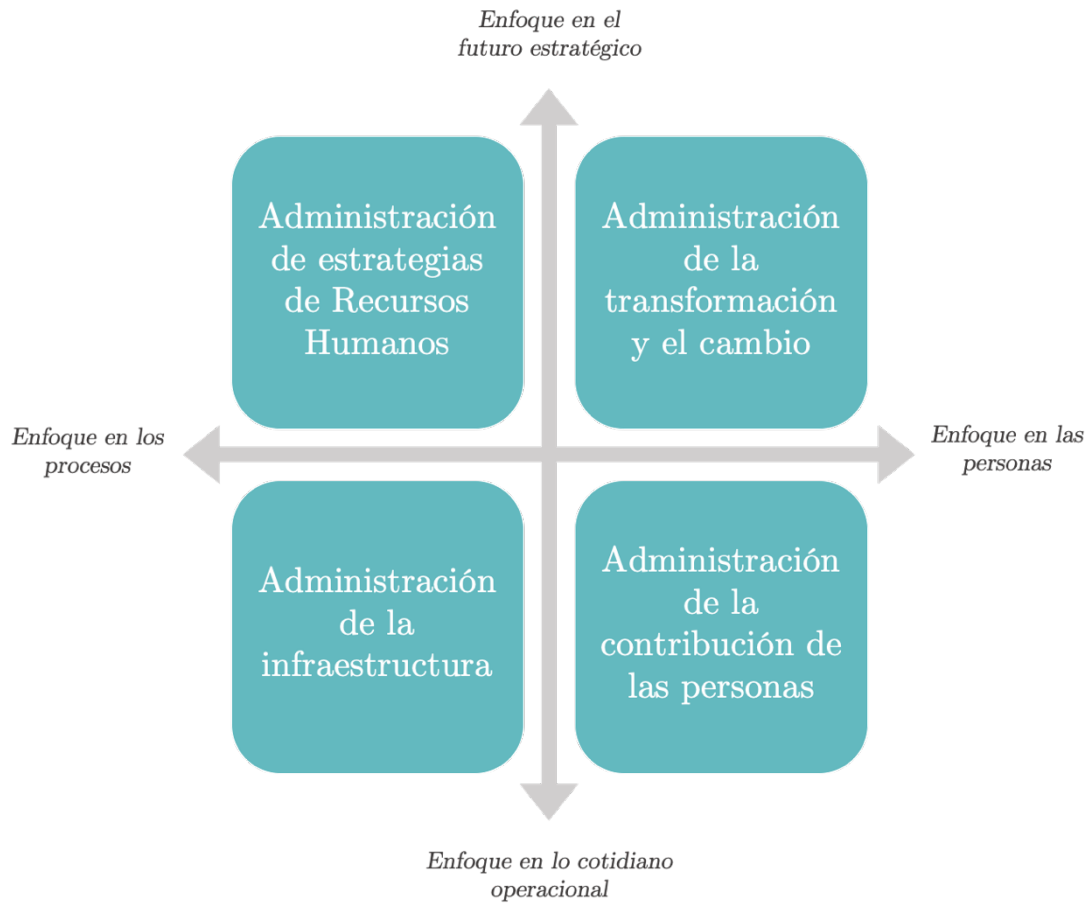 Enfoque en el
futuro estratégico
Administración
de estrategias
de Recursos
Humanos
Administración
de la
transformación
y el cambio
Enfoque en los
procesos
Enfoque en las
personas
Administración
de la
infraestructura
Administración
de la
contribución de
las personas
Enfoque en lo cotidiano
operacional